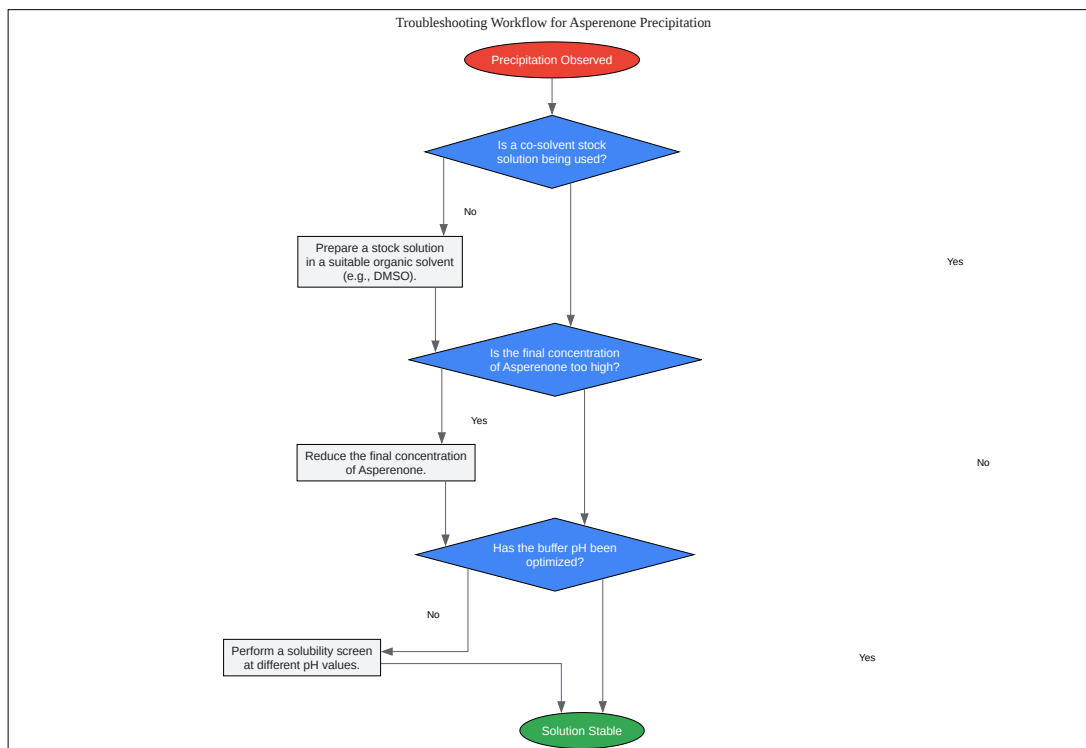 Troubleshooting Workflow for Asperenone Precipitation
Precipitation Observed
Is a co-solvent stock
solution being used?
No
Prepare a stock solution
in a suitable organic solvent
(e.g., DMSO).
Yes
Is the final concentration
of Asperenone too high?
Yes
Reduce the final concentration
of Asperenone.
No
Has the buffer pH been
optimized?
No
Perform a solubility screen
at different pH values.
Yes
Solution Stable